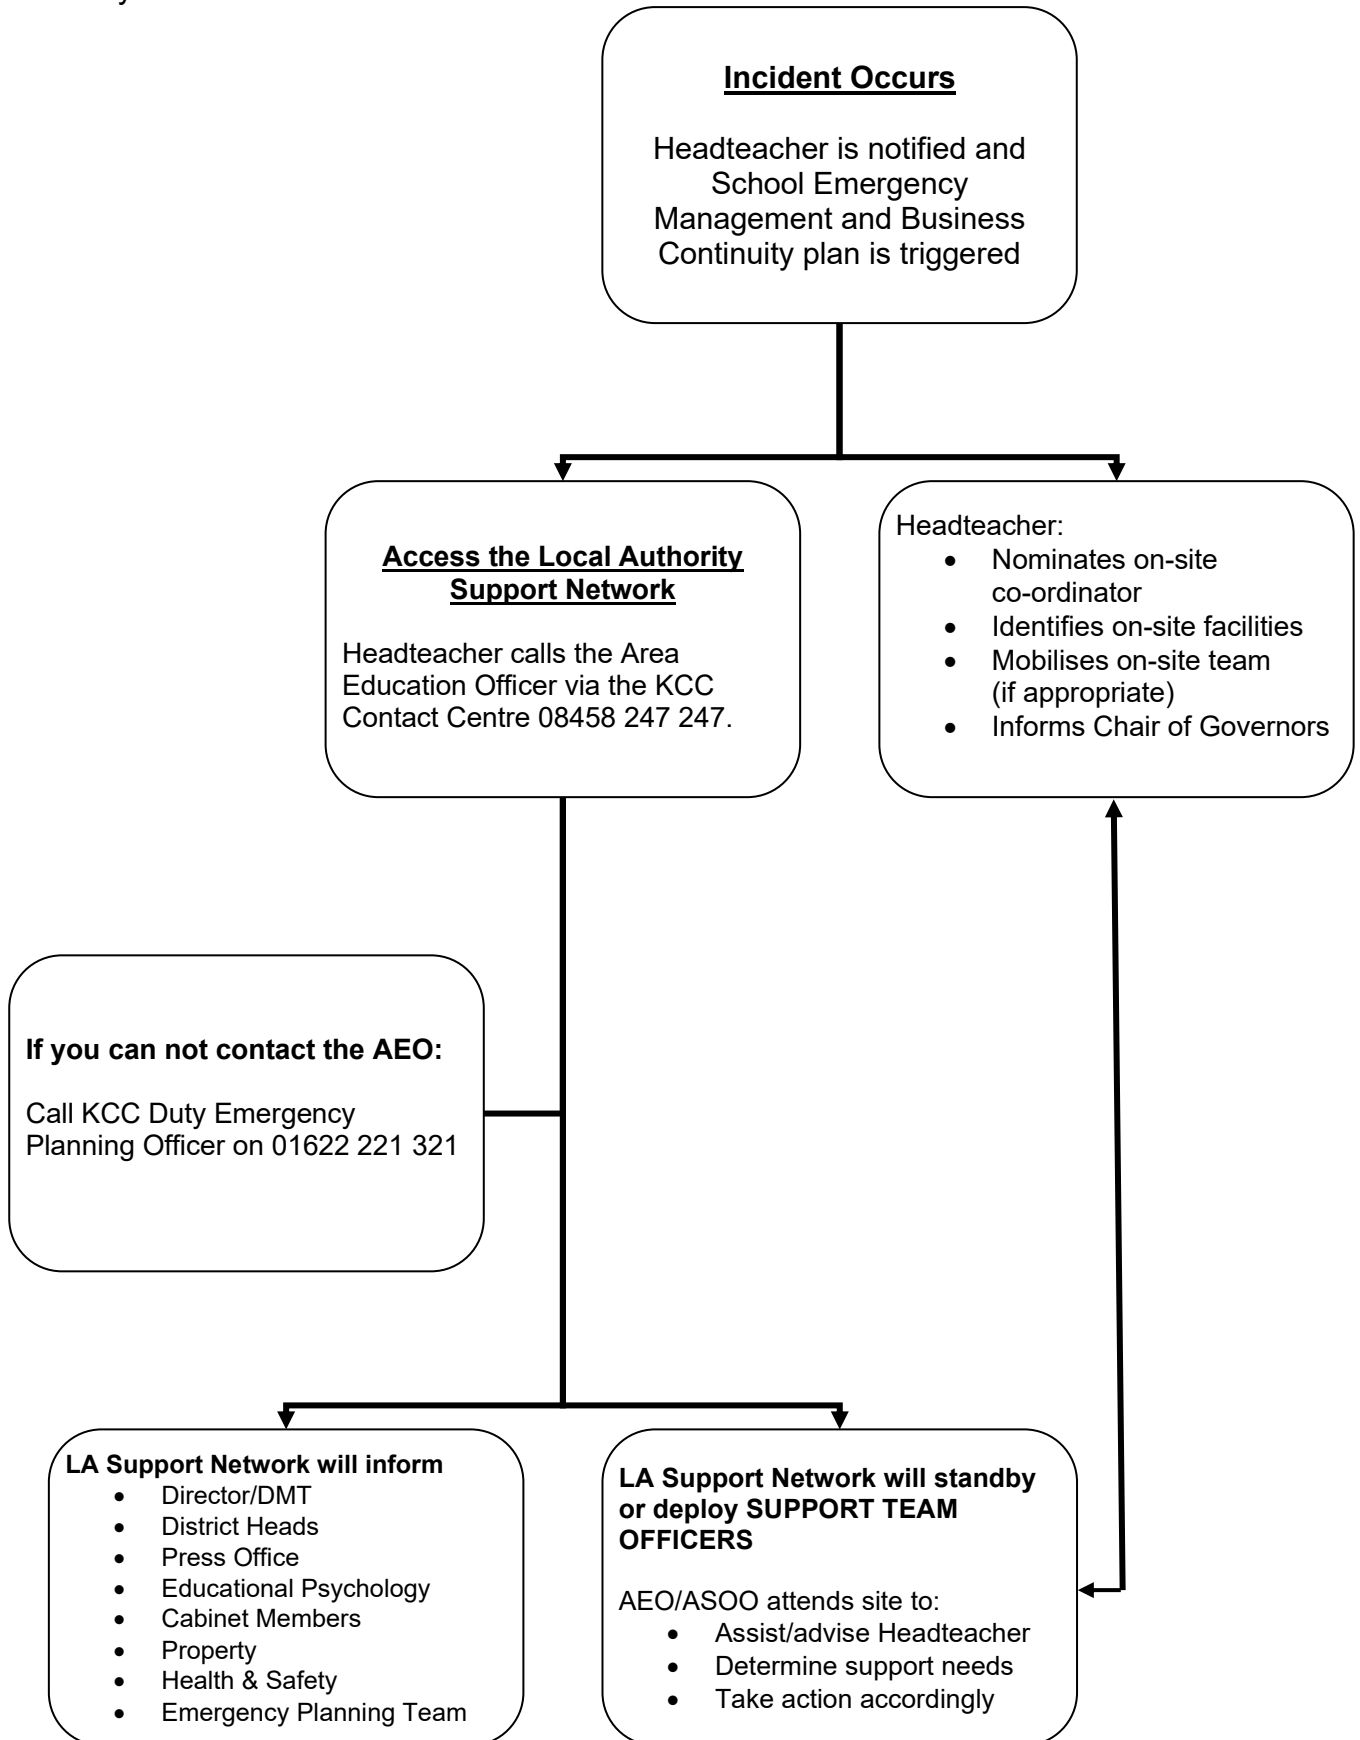 Incident Occurs
Headteacher is notified and
School Emergency
Management and Business
Continuity plan is triggered
Access the Local Authority
Support Network
Headteacher calls the Area
Education Officer via the KCC
Contact Centre 08458 247 247.
Headteacher:
• Nominates on-site
co-ordinator
• Identifies on-site facilities
• Mobilises on-site team
(if appropriate)
• Informs Chair of Governors
If you can not contact the AEO:
Call KCC Duty Emergency
Planning Officer on 01622 221 321
LA Support Network will inform
• Director/DMT
• District Heads
• Press Office
• Educational Psychology
• Cabinet Members
• Property
• Health & Safety
• Emergency Planning Team
LA Support Network will standby
or deploy SUPPORT TEAM
OFFICERS
AEO/ASOO attends site to:
• Assist/advise Headteacher
• Determine support needs
• Take action accordingly